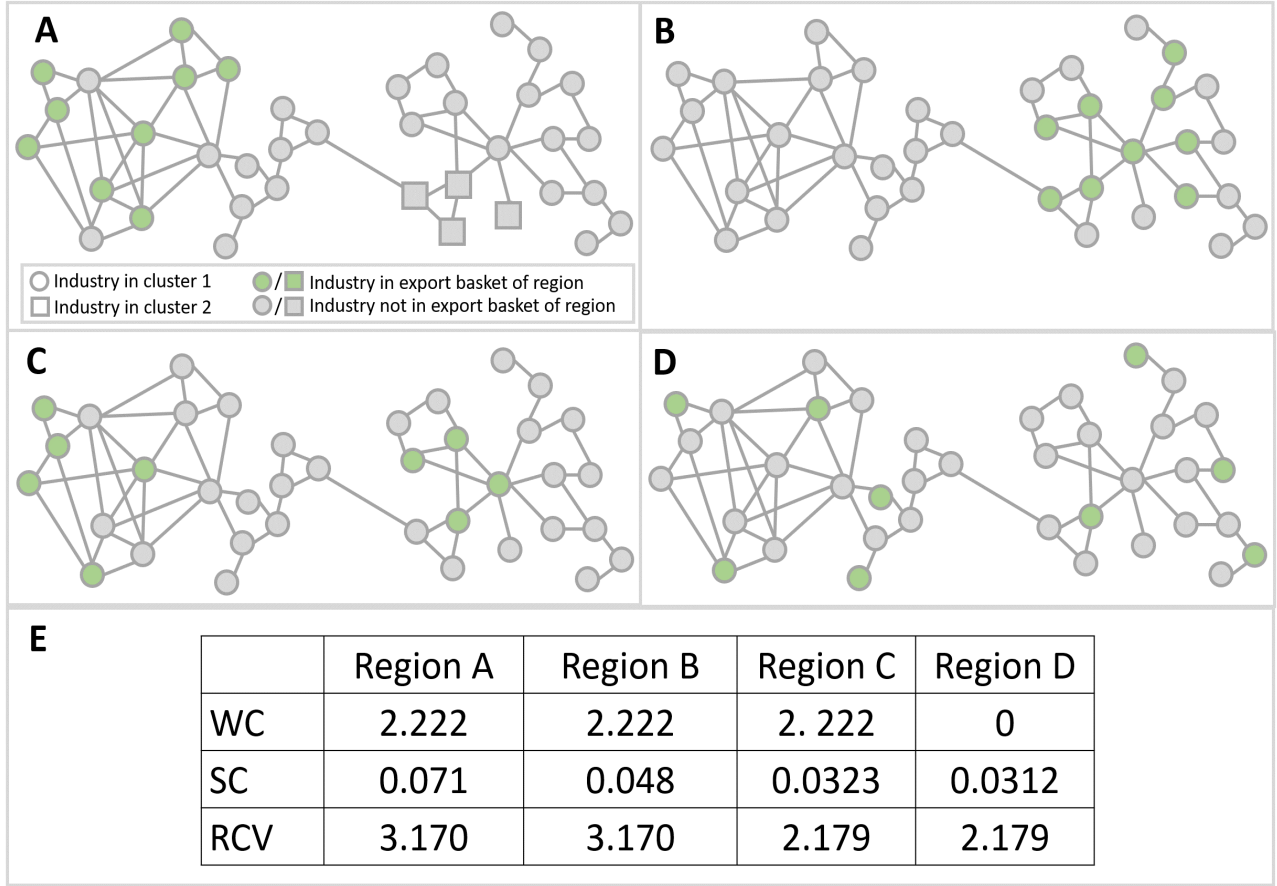 A
B
Industry in cluster 1
/ Industry in export basket of region
Industry in cluster 2
/ Industry not in export basket of region
C
D
E
Region A Region B Region C Region D
WC 2.222 2.222 2. 222 0
SC 0.071 0.048 0.0323 0.0312
RCV 3.170 3.170 2.179 2.179